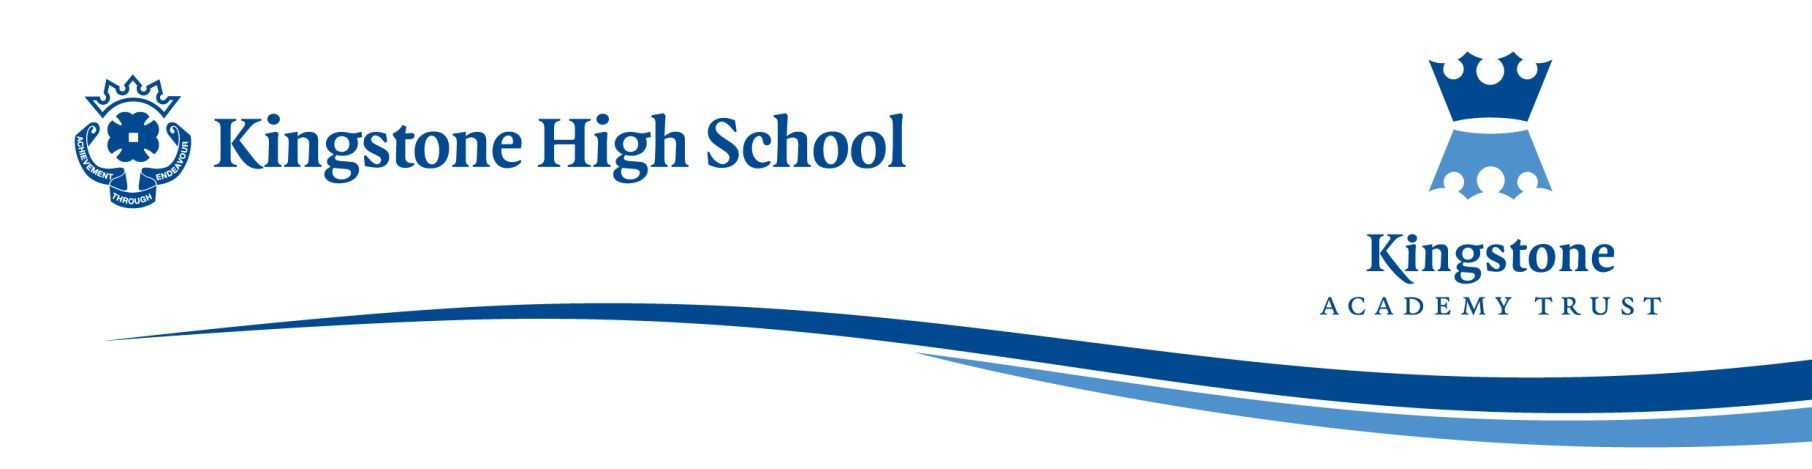 Kingstone High School
ACHIEVEMENT
THROUGH
ENDEAVOUR
Kingstone
ACADEMY TRUST